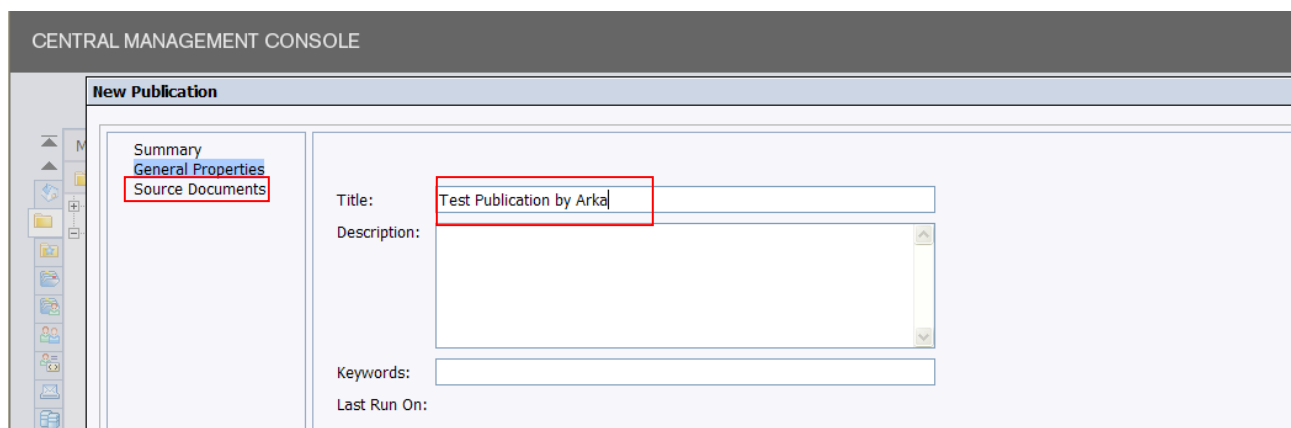 CENTRAL MANAGEMENT CONSOLE
New Publication
M
Summary
General Properties
Source Documents
Title: Test Publication by Arka
Description:
Keywords:
Last Run On: